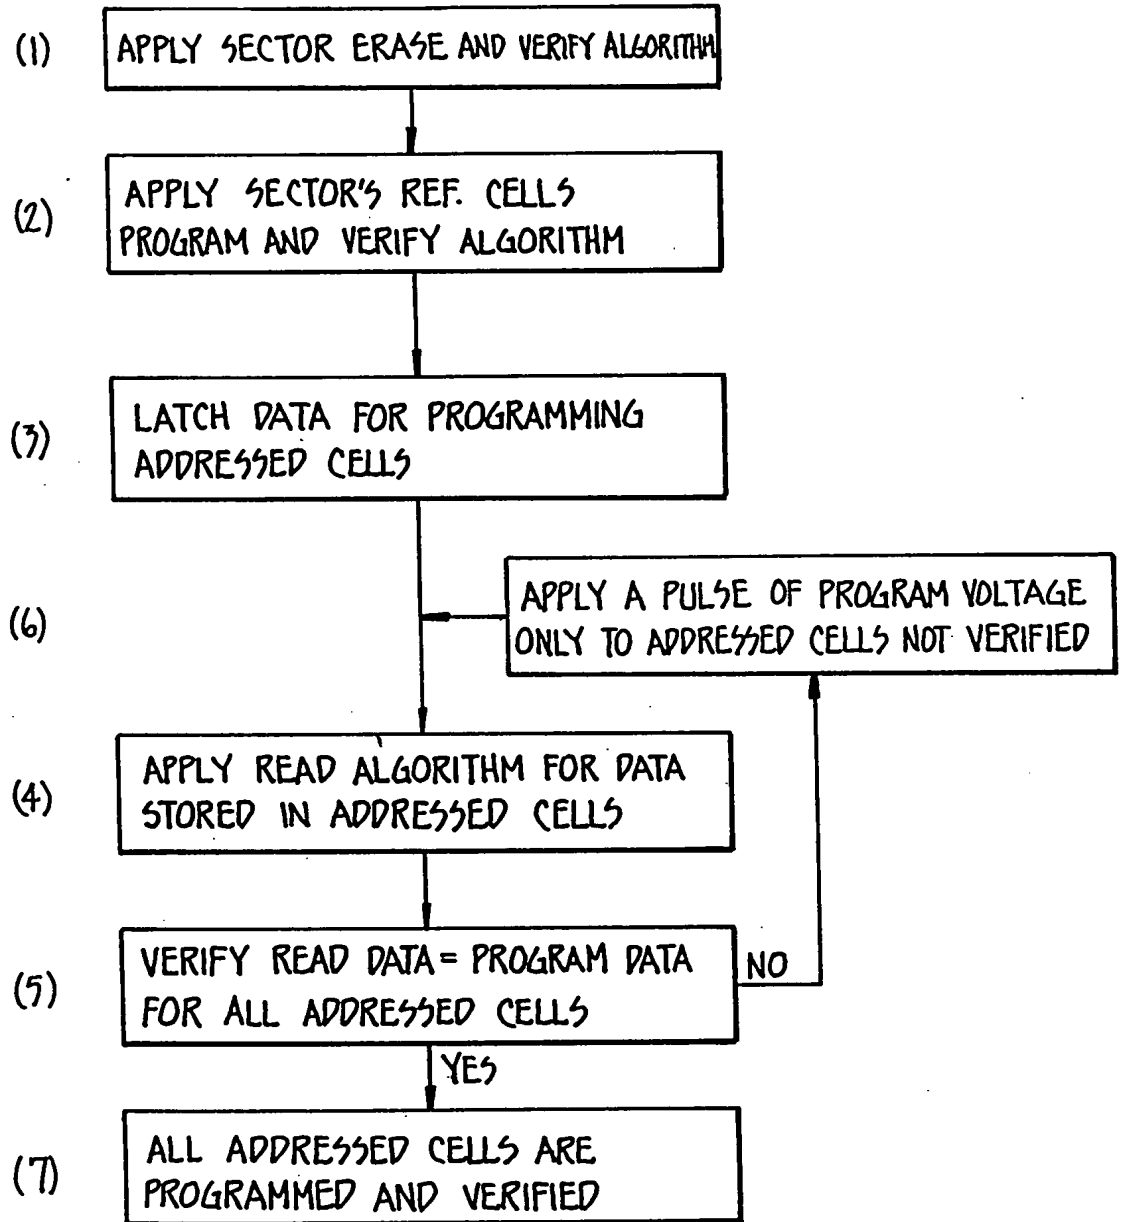 (1) APPLY SECTOR ERASE AND VERIFY ALGORITHM
(2) APPLY SECTOR'S REF. CELLS
PROGRAM AND VERIFY ALGORITHM
(3) LATCH DATA FOR PROGRAMMING
ADDRESSED CELLS
(6) APPLY A PULSE OF PROGRAM VOLTAGE
ONLY TO ADDRESSED CELLS NOT VERIFIED
(4) APPLY READ ALGORITHM FOR DATA
STORED IN ADDRESSED CELLS
(5) VERIFY READ DATA = PROGRAM DATA
FOR ALL ADDRESSED CELLS
NO
YES
(7) ALL ADDRESSED CELLS ARE
PROGRAMMED AND VERIFIED